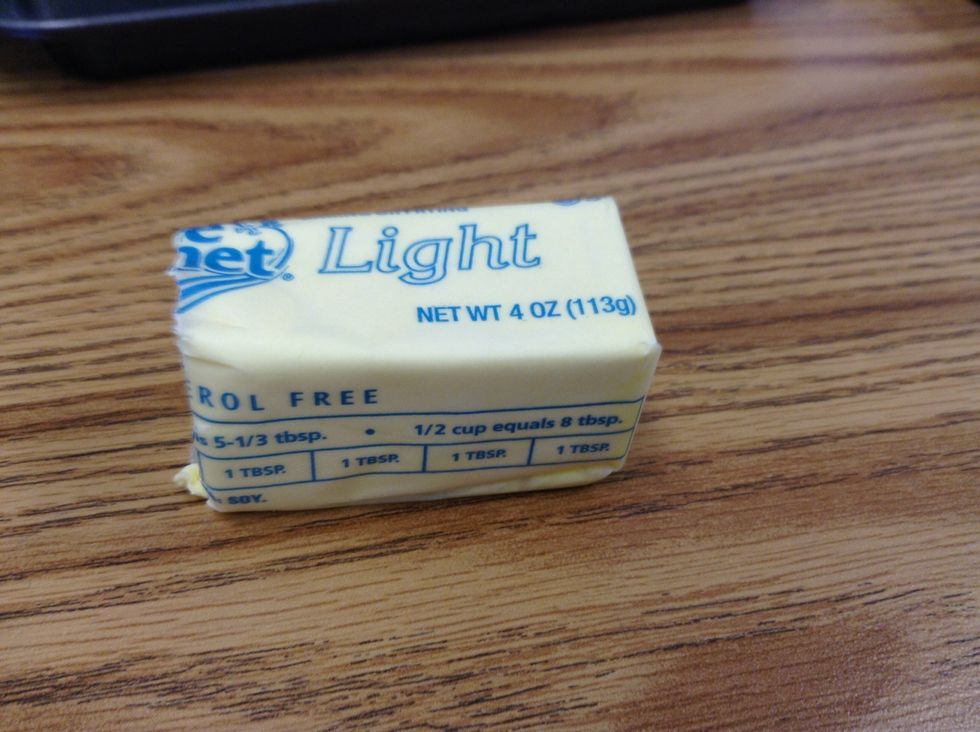 e
net®
Light
NET WT 4 OZ (113g)
ROL FREE
ls 5-1/3 tbsp. • 1/2 cup equals 8 tbsp.
1 TBSP. 1 TBSP. 1 TBSP. 1 TBSP.
: SOY.